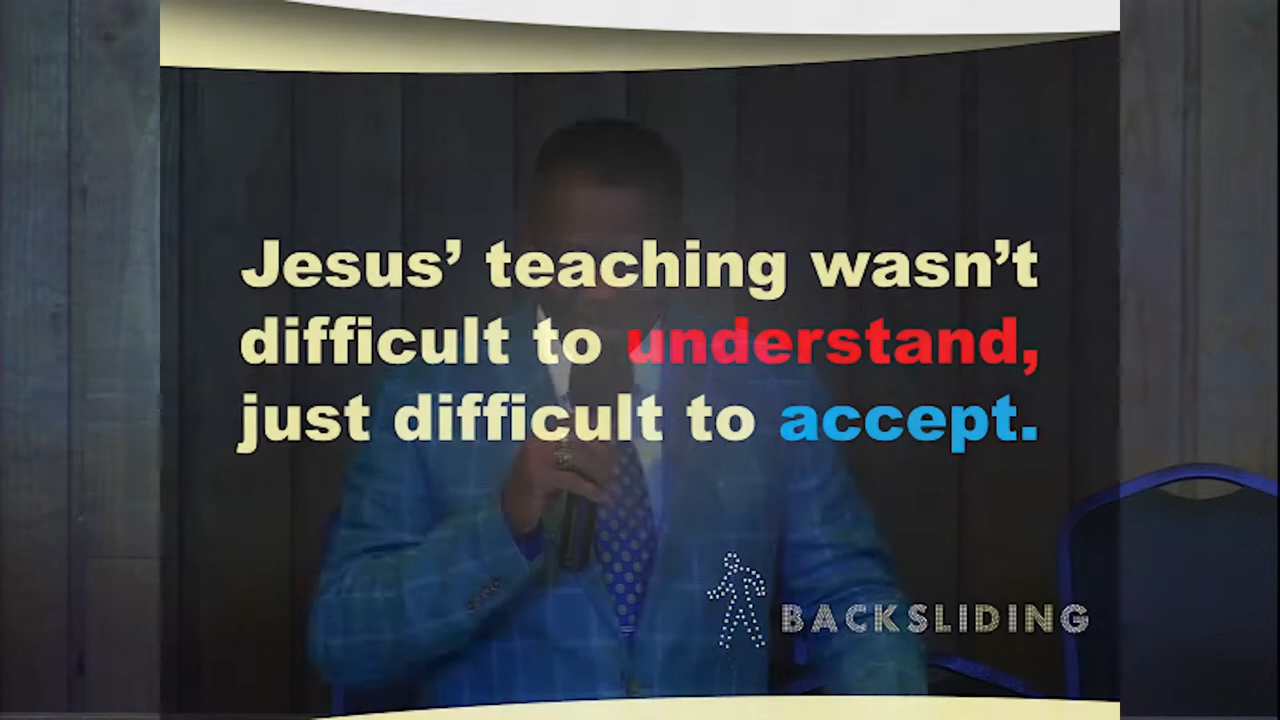 Jesus’ teaching wasn’t
difficult to understand,
just difficult to accept.
BACKSLIDING